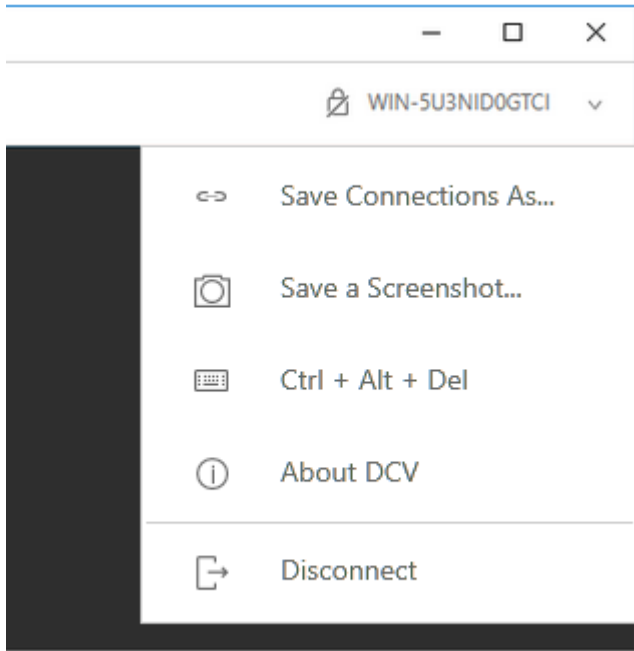 WIN-5U3NID0GTCI
Save Connections As...
Save a Screenshot...
Ctrl + Alt + Del
About DCV
Disconnect